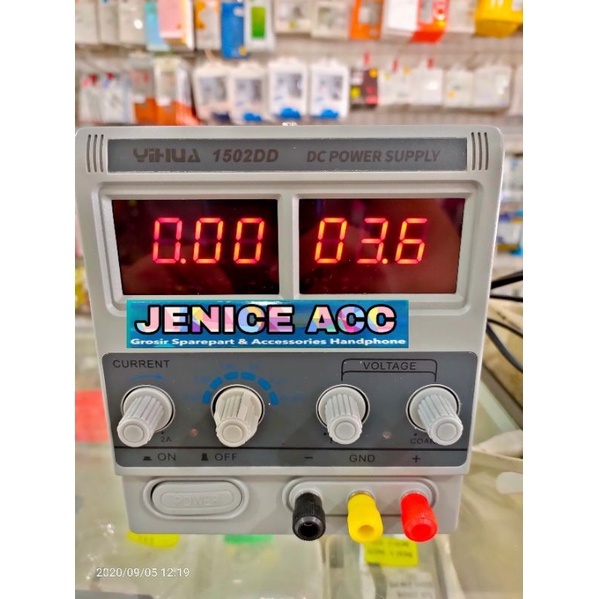 YIHUA 1502DD DC POWER SUPPLY
0.00 03.6
JENICE ACC
Grosir Sparepart & Accessories Handphone
CURRENT VOLTAGE
2A
ON OFF - GND +
POWER
2020/09/05 12:19